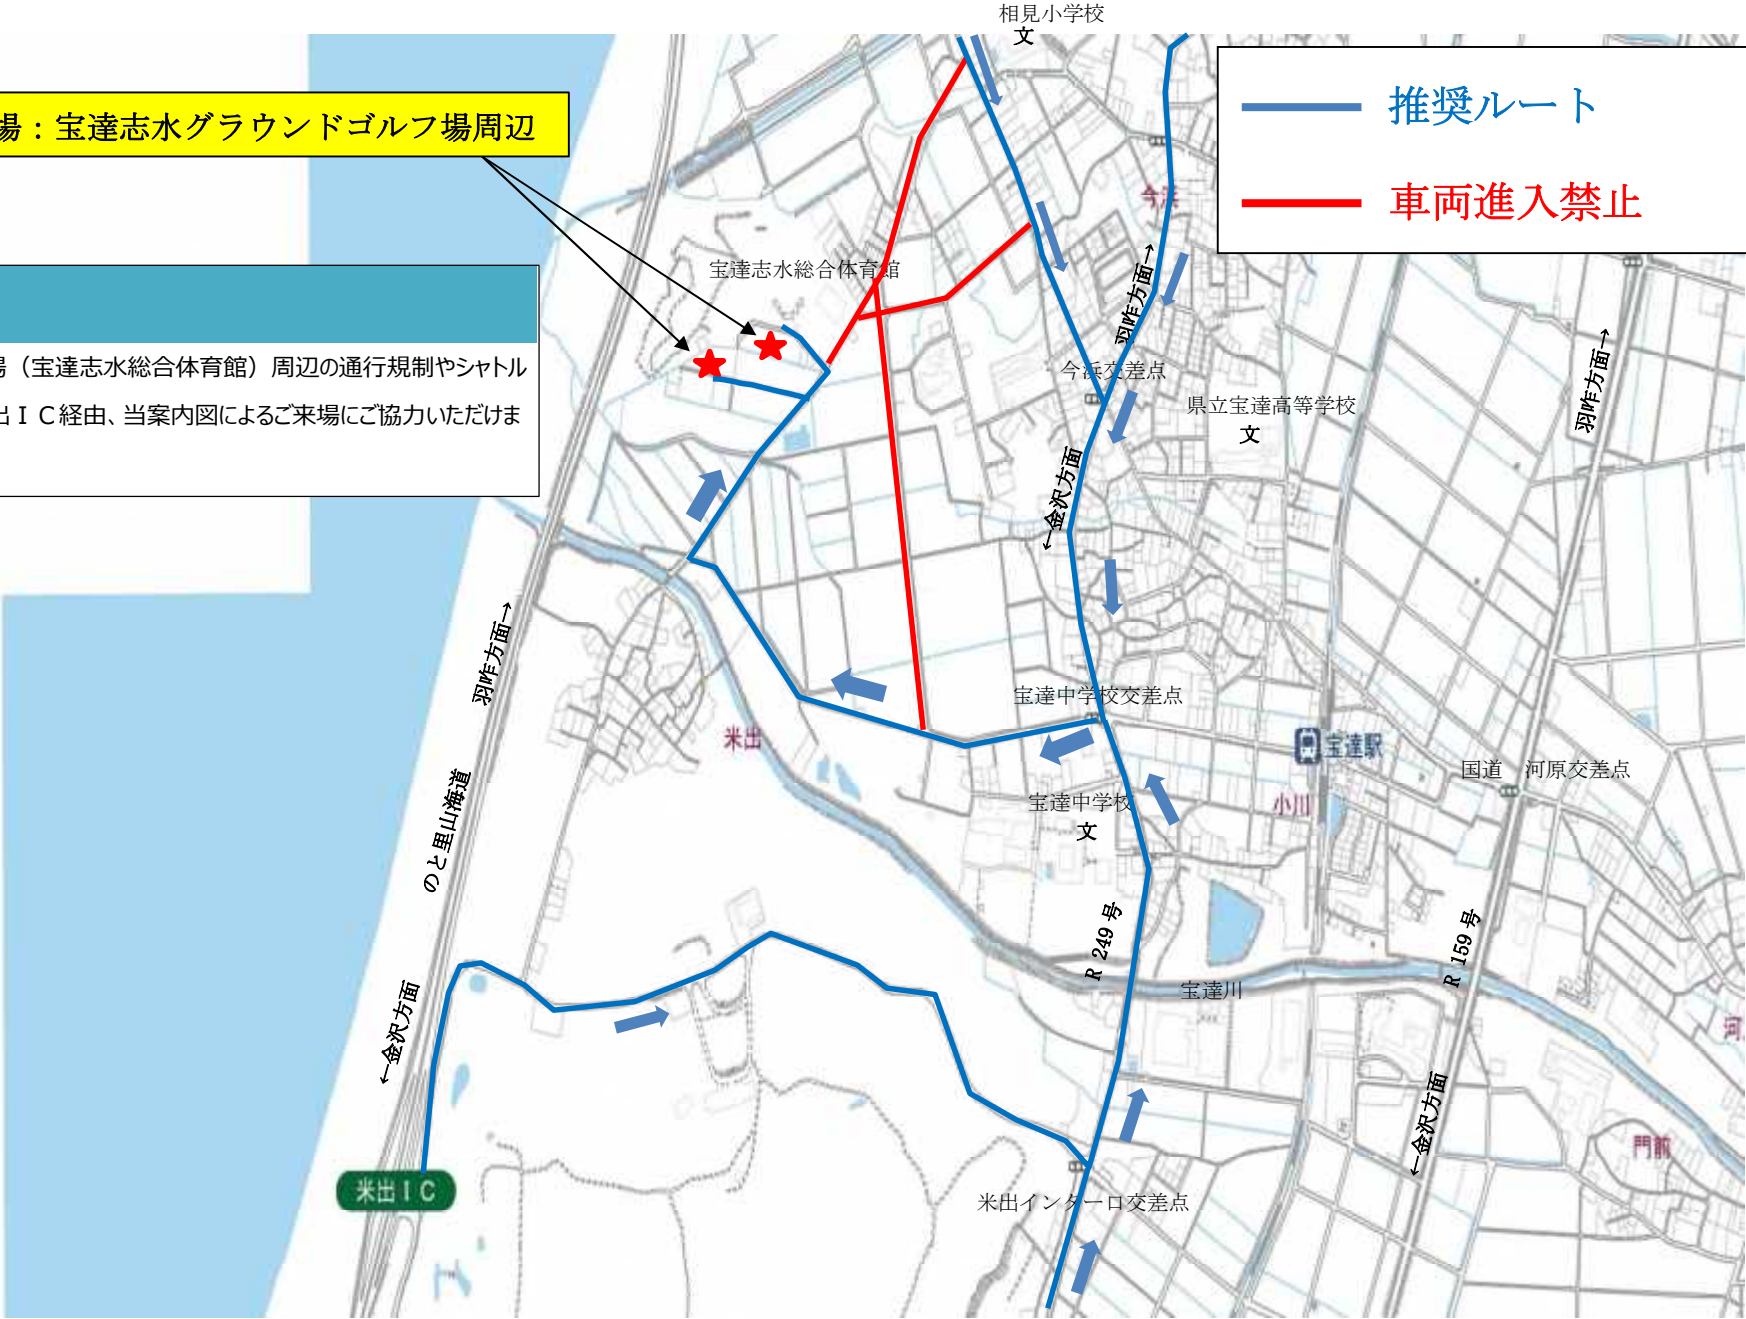 相見小学校
文
推奨ルート
車両進入禁止
場：宝達志水グラウンドゴルフ場周辺
今浜
宝達志水総合体育館
羽咋方面→
場（宝達志水総合体育館）周辺の通行規制やシャトル
出ＩＣ経由、当案内図によるご来場にご協力いただけま
今浜交差点
県立宝達高等学校
文
羽咋方面→
←金沢方面
羽咋方面→
宝達中学校交差点
米出
宝達駅
国道　河原交差点
宝達中学校
文
小川
のと里山海道
R 249 号
R 159 号
宝達川
←金沢方面
河
←金沢方面
門前
米出ＩＣ
米出インター口交差点